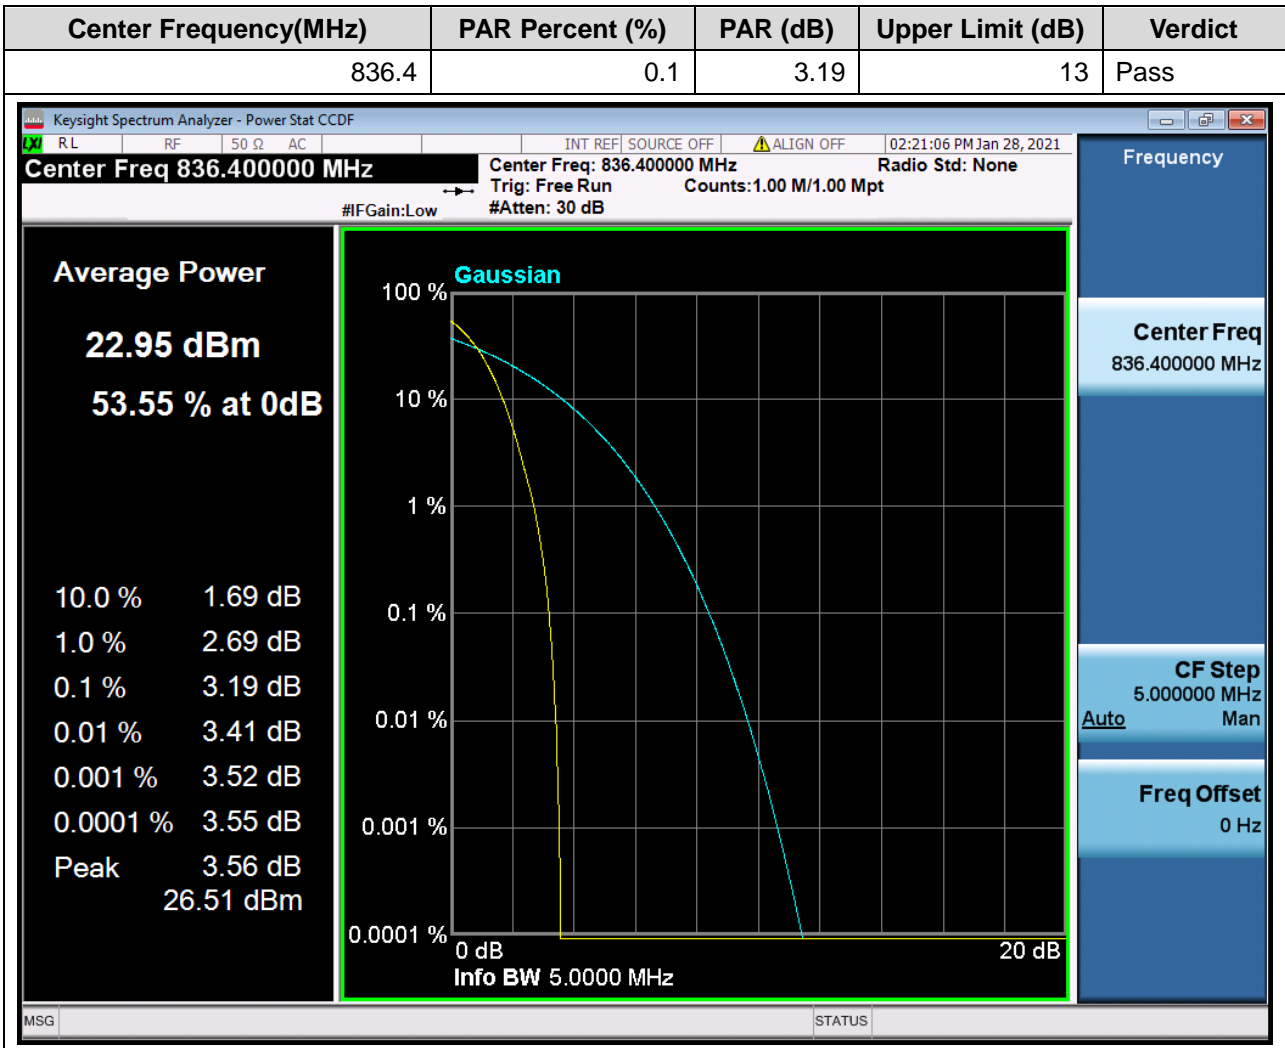 Center Frequency(MHz) PAR Percent (%) PAR (dB) Upper Limit (dB) Verdict
836.4 0.1 3.19 13 Pass
Keysight Spectrum Analyzer - Power Stat CCDF
LXI RL RF 50 Ω AC INT REF SOURCE OFF ALIGN OFF 02:21:06 PM Jan 28, 2021
Center Freq 836.400000 MHz
#IFGain:Low
Center Freq: 836.400000 MHz Radio Std: None
Trig: Free Run Counts:1.00 M/1.00 Mpt
#Atten: 30 dB
Average Power
22.95 dBm
53.55 % at 0dB
10.0 % 1.69 dB
1.0 % 2.69 dB
0.1 % 3.19 dB
0.01 % 3.41 dB
0.001 % 3.52 dB
0.0001 % 3.55 dB
Peak 3.56 dB
26.51 dBm
Gaussian
100 %
10 %
1 %
0.1 %
0.01 %
0.001 %
0.0001 %
0 dB 20 dB
Info BW 5.0000 MHz
Frequency
Center Freq
836.400000 MHz
CF Step
5.000000 MHz
Auto Man
Freq Offset
0 Hz
MSG STATUS